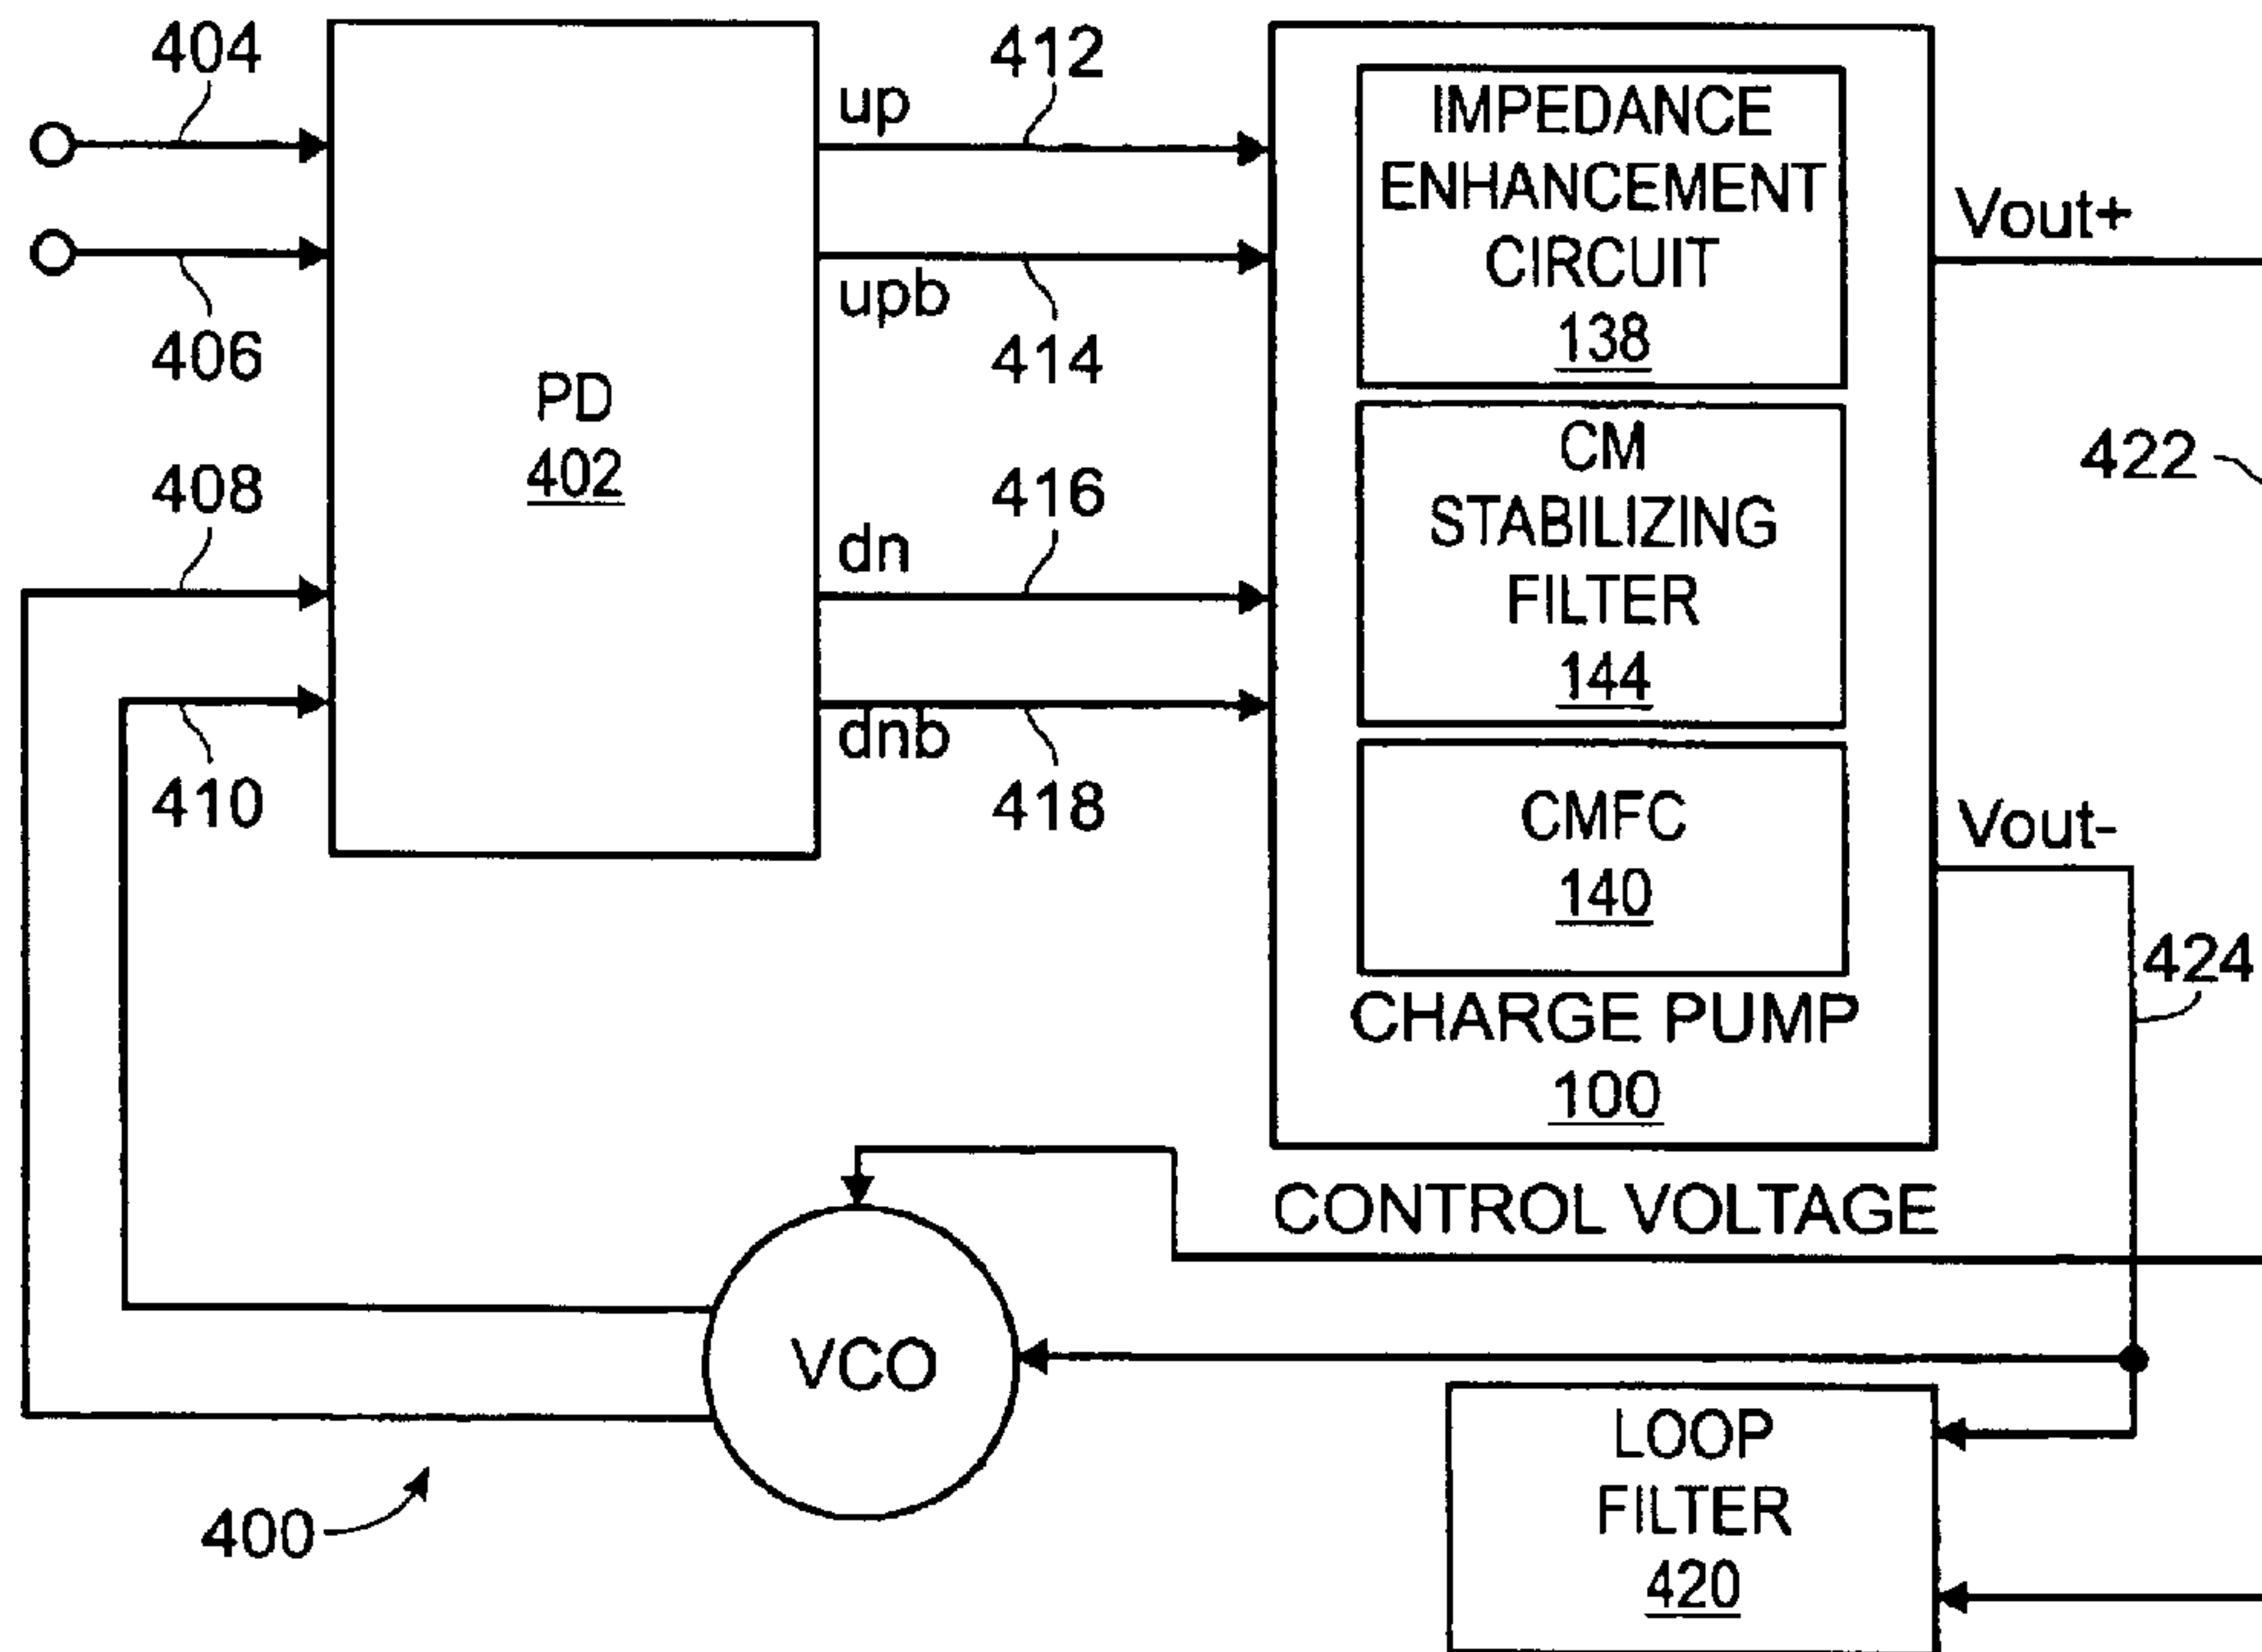 404
406
408
410
PD
402
up
412
upb
414
dn
416
dnb
418
IMPEDANCE
ENHANCEMENT
CIRCUIT
138
CM
STABILIZING
FILTER
144
CMFC
140
CHARGE PUMP
100
Vout+
422
Vout-
424
CONTROL VOLTAGE
VCO
LOOP
FILTER
420
400